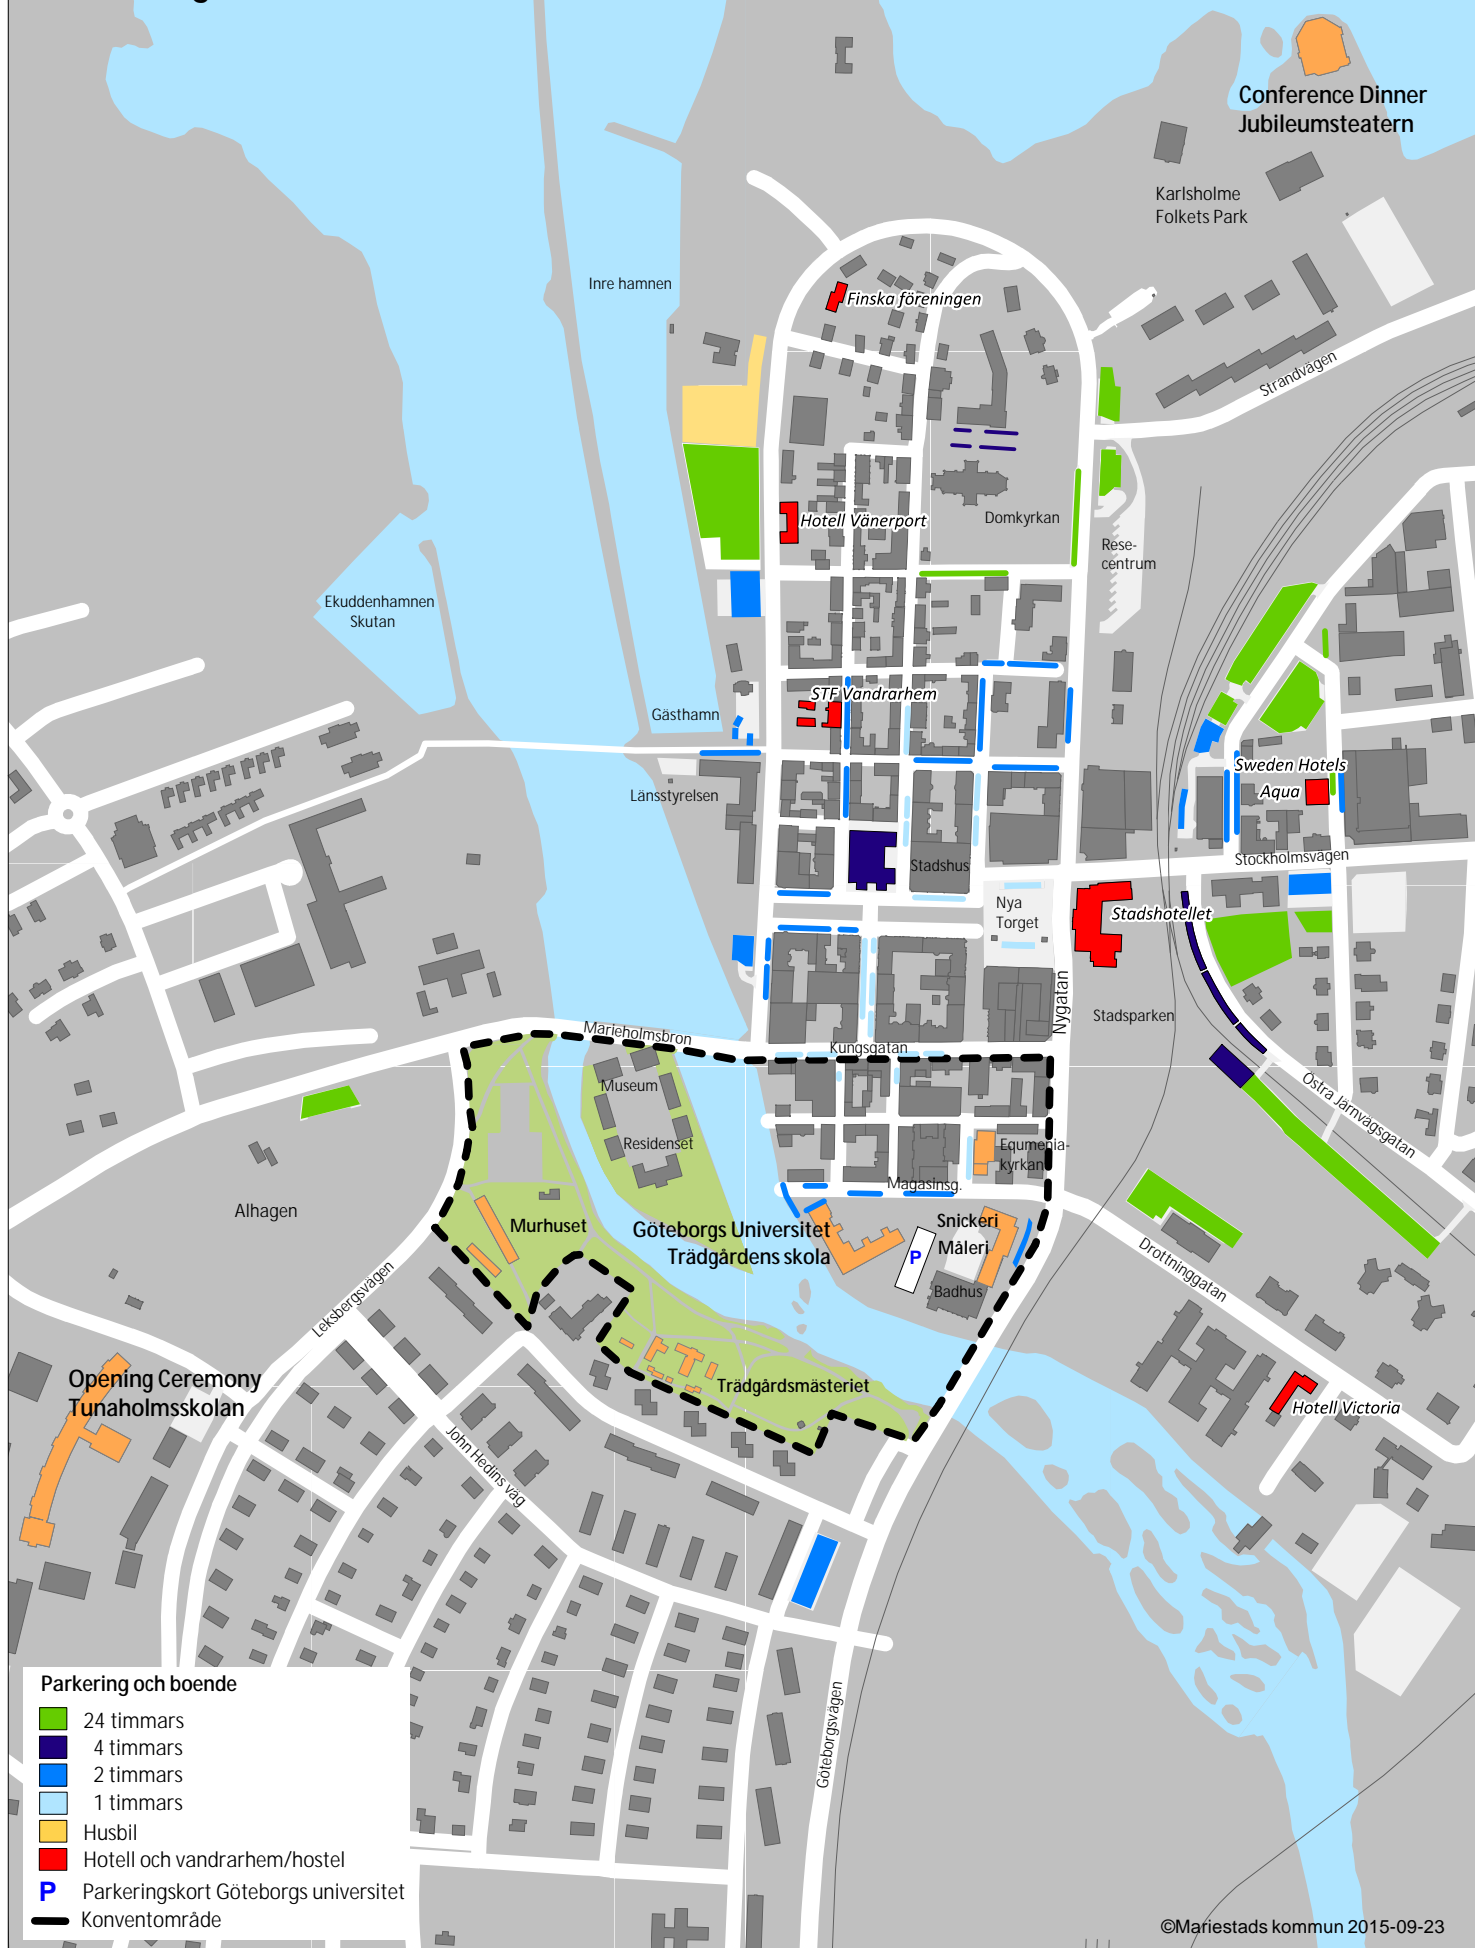 Conference Dinner
Jubileumsteatern
Karlsholme
Folkets Park
Inre hamnen
Finska föreningen
Strandvägen
Hotell Vänerport
Domkyrkan
Rese-
centrum
Ekuddenhamnen
Skutan
STF Vandrarhem
Gästhamn
Sweden Hotels
Aqua
Länsstyrelsen
Stadshus
Stockholmsvägen
Nya
Torget
Stadshotellet
Nygatan
Stadsparken
Marieholmsbron
Kungsgatan
Museum
Östra Järnvägsgatan
Residenset
Equmenia-
kyrkan
Magasinsg.
Alhagen
Murhuset
Göteborgs Universitet
Trädgårdens skola
Snickeri
Måleri
P
Badhus
Drottninggatan
Leksbergsvägen
Opening Ceremony
Tunaholmsskolan
Trädgårdsmästeriet
Hotell Victoria
John Hedins väg
Göteborgsvägen
Parkering och boende
24 timmars
4 timmars
2 timmars
1 timmars
Husbil
Hotell och vandrarhem/hostel
P Parkeringskort Göteborgs universitet
Konventområde
©Mariestads kommun 2015-09-23